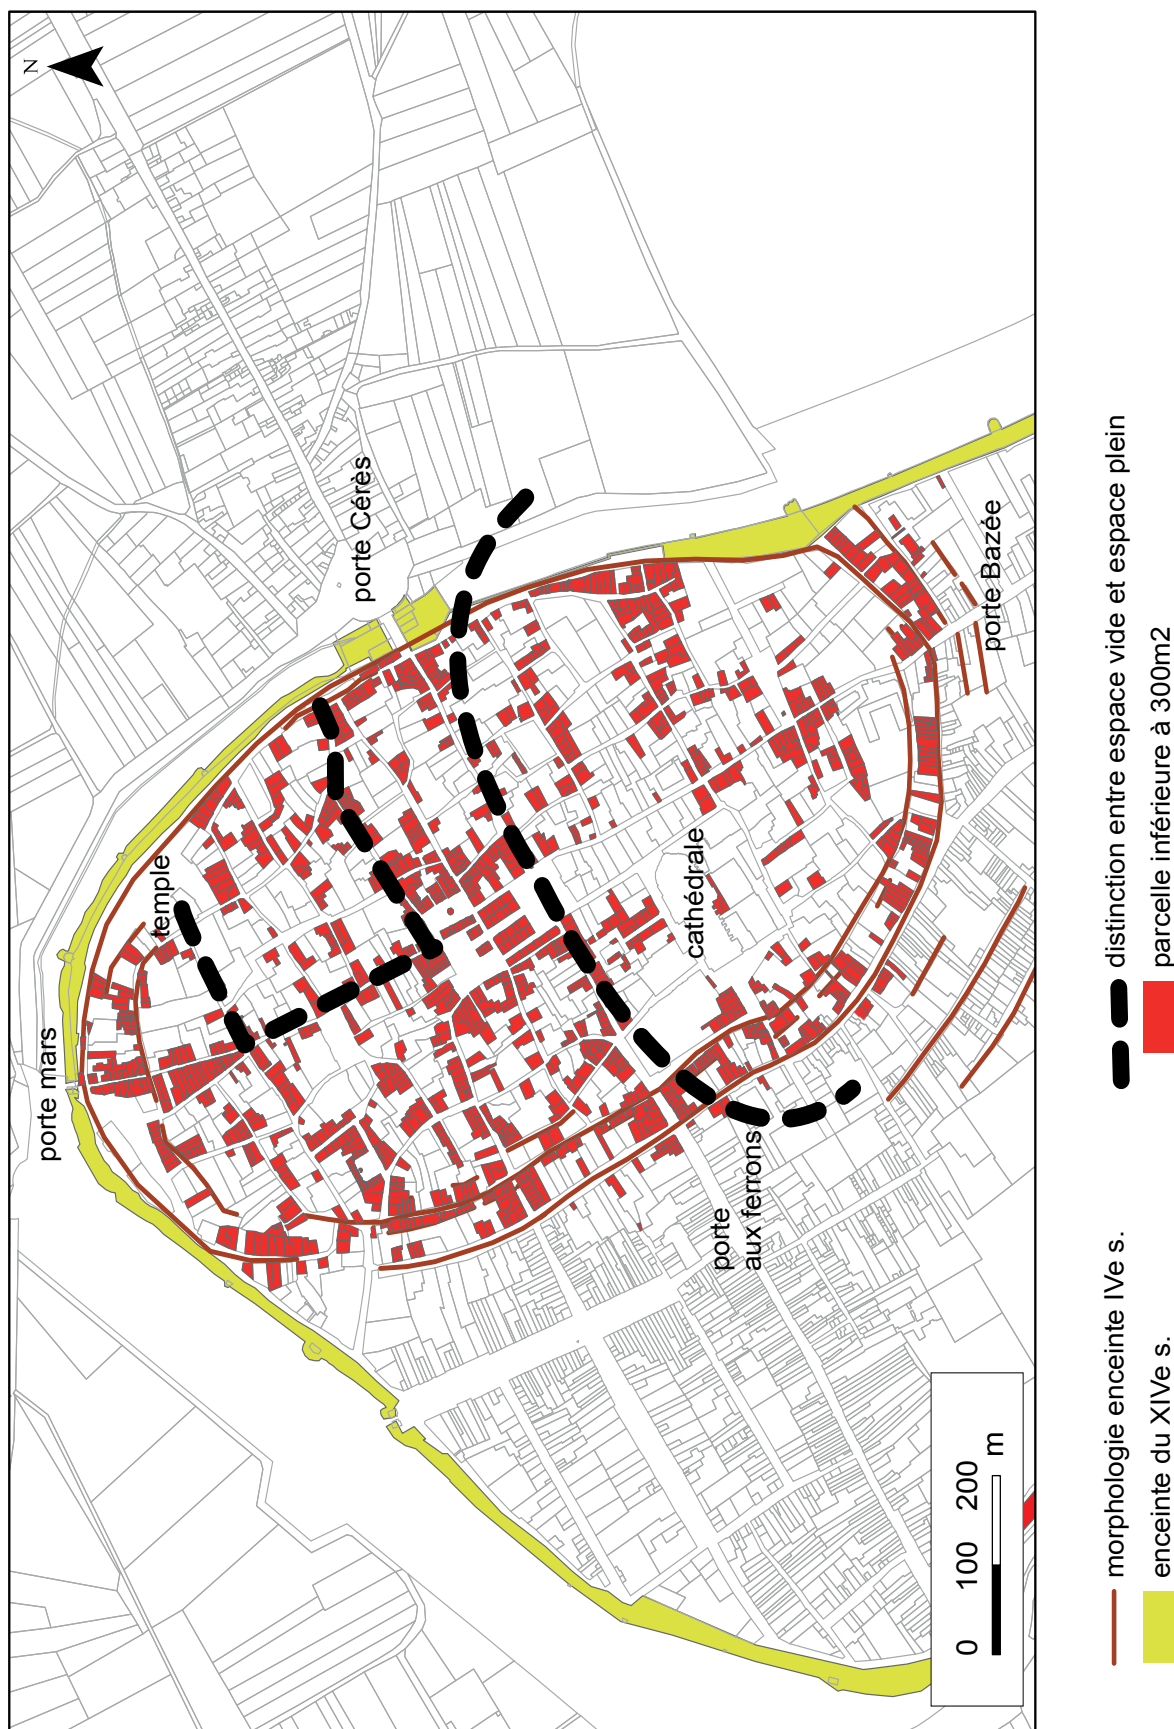 N
porte mars
temple
porte Cérès
cathédrale
porte
aux ferrons
porte Bazée
0 100 200 m
morphologie enceinte IVe s.
enceinte du XIVe s.
distinction entre espace vide et espace plein
parcelle inférieure à 300m2